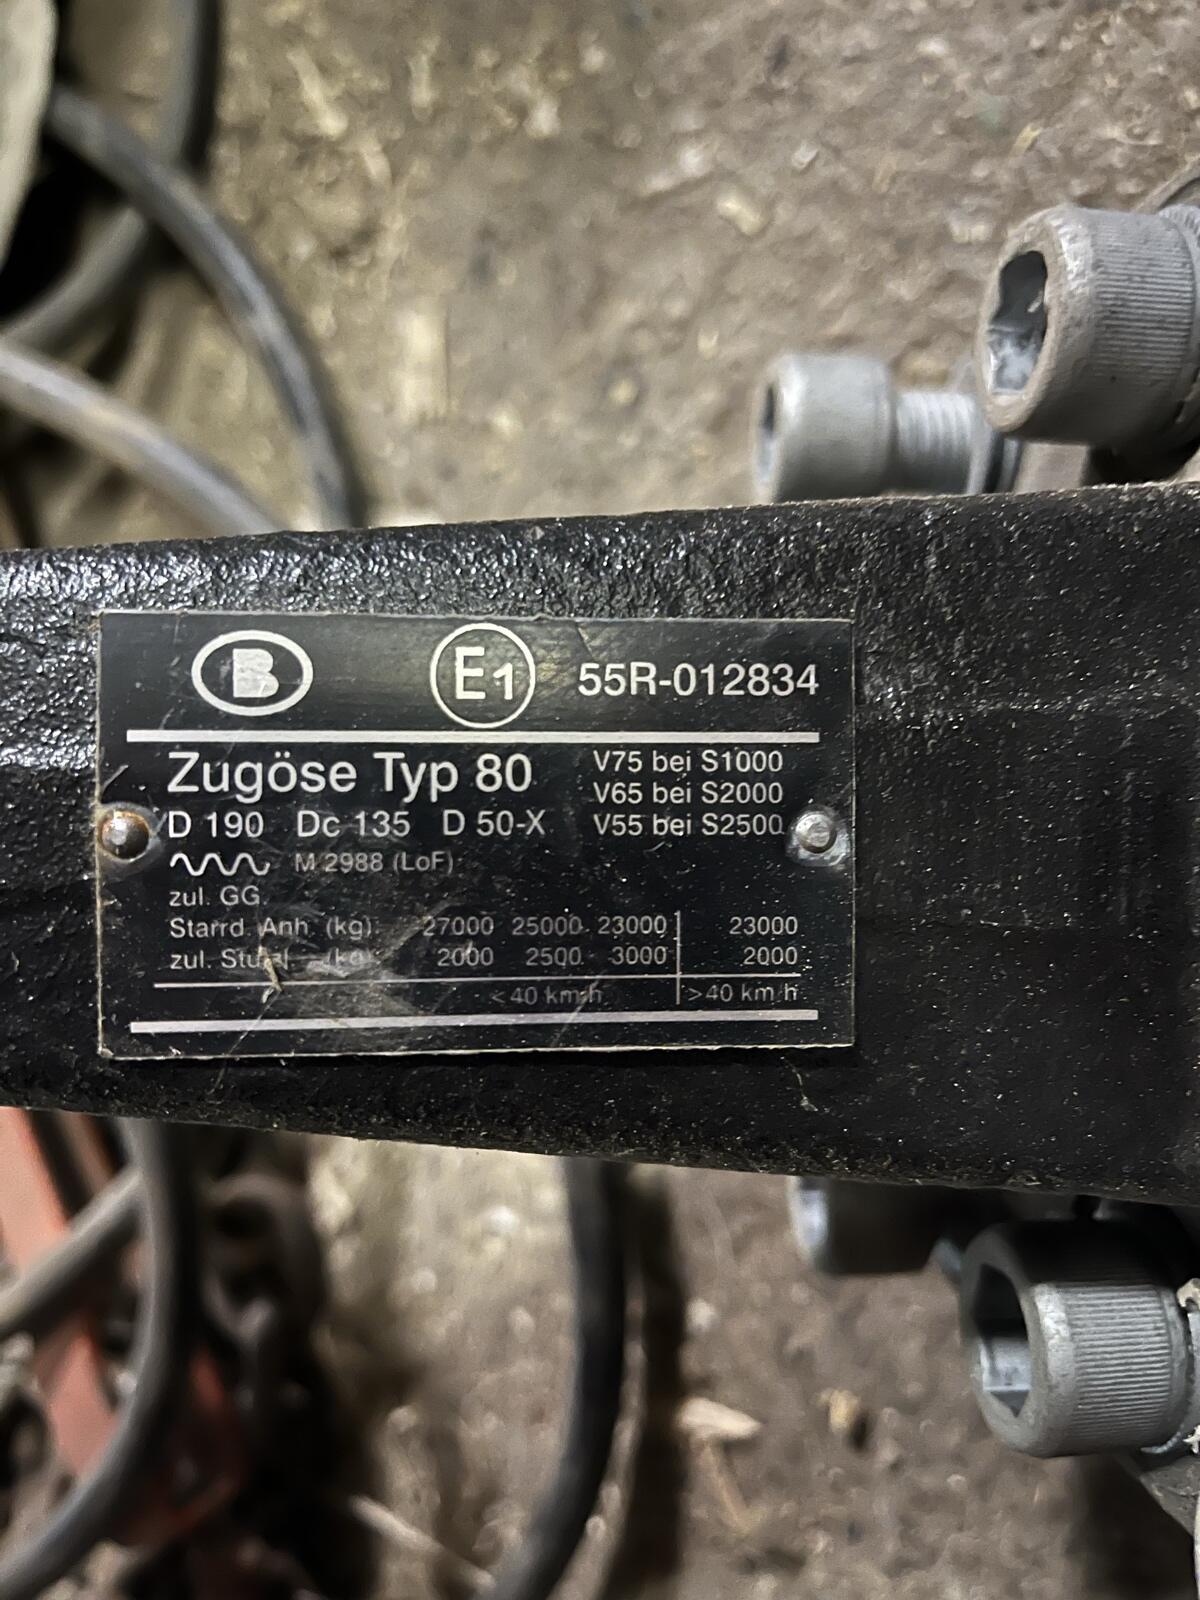 B E1 55R-012834
Zugöse Typ 80
V75 bei S1000
V65 bei S2000
V55 bei S2500
D 190 Dc 135 D 50-X
M 2988 (LoF)
zul. GG.
Starrd. Anh. (kg): 27000 25000 23000 23000
zul. (kg): 2000 2500 3000 2000
<40 km/h >40 km/h